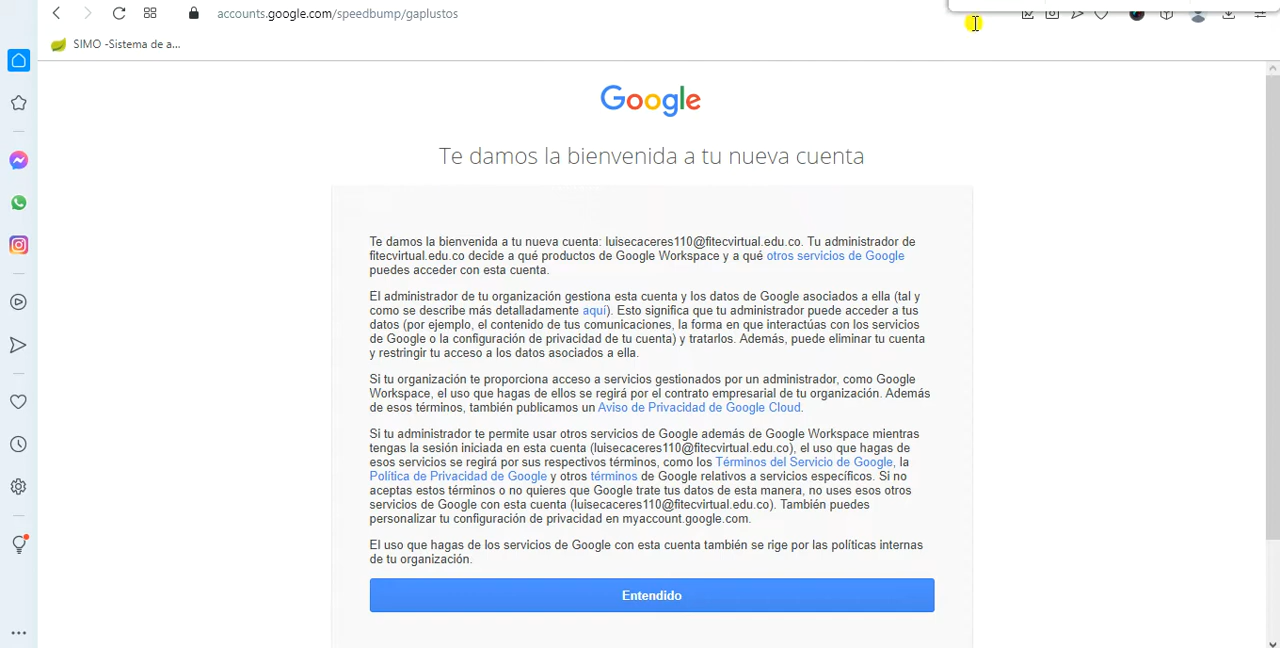 accounts.google.com/speedbump/gaplustos
SIMO -Sistema de a...
Google
Te damos la bienvenida a tu nueva cuenta
Te damos la bienvenida a tu nueva cuenta: luisecaceres110@fitecvirtual.edu.co. Tu administrador de
fitecvirtual.edu.co decide a qué productos de Google Workspace y a qué otros servicios de Google
puedes acceder con esta cuenta.
El administrador de tu organización gestiona esta cuenta y los datos de Google asociados a ella (tal y
como se describe más detalladamente aquí). Esto significa que tu administrador puede acceder a tus
datos (por ejemplo, el contenido de tus comunicaciones, la forma en que interactúas con los servicios
de Google o la configuración de privacidad de tu cuenta) y tratarlos. Además, puede eliminar tu cuenta
y restringir tu acceso a los datos asociados a ella.
Si tu organización te proporciona acceso a servicios gestionados por un administrador, como Google
Workspace, el uso que hagas de ellos se regirá por el contrato empresarial de tu organización. Además
de esos términos, también publicamos un Aviso de Privacidad de Google Cloud.
Si tu administrador te permite usar otros servicios de Google además de Google Workspace mientras
tengas la sesión iniciada en esta cuenta (luisecaceres110@fitecvirtual.edu.co), el uso que hagas de
esos servicios se regirá por sus respectivos términos, como los Términos del Servicio de Google, la
Política de Privacidad de Google y otros términos de Google relativos a servicios específicos. Si no
aceptas estos términos o no quieres que Google trate tus datos de esta manera, no uses esos otros
servicios de Google con esta cuenta (luisecaceres110@fitecvirtual.edu.co). También puedes
personalizar tu configuración de privacidad en myaccount.google.com.
El uso que hagas de los servicios de Google con esta cuenta también se rige por las políticas internas
de tu organización.
Entendido